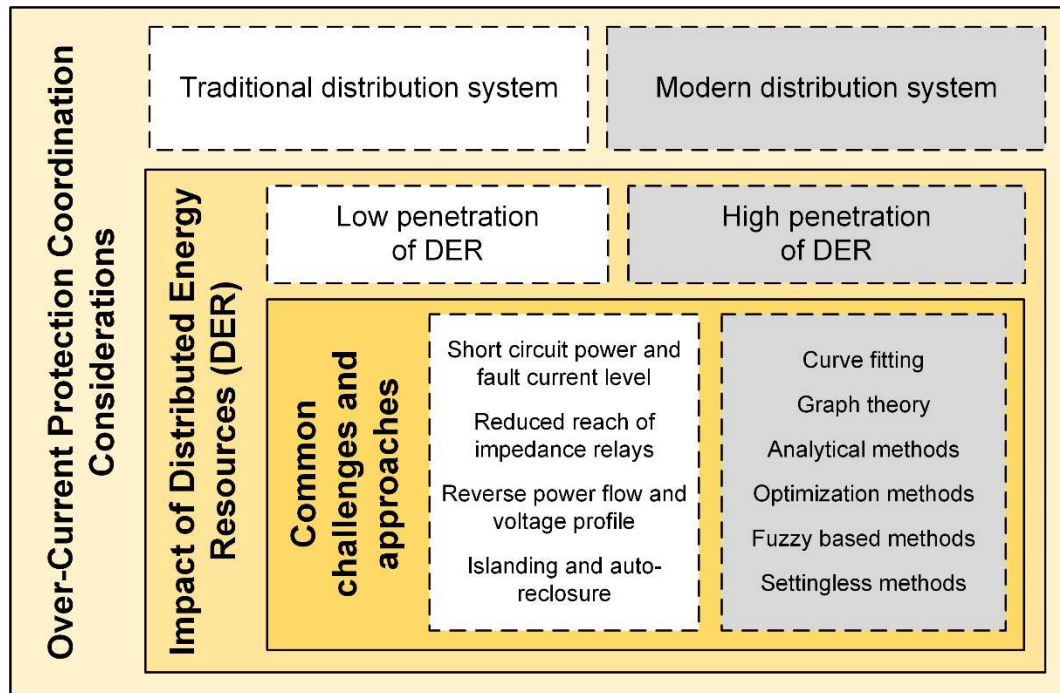 Over-Current Protection Coordination
Considerations
Traditional distribution system
Modern distribution system
Impact of Distributed Energy
Resources (DER)
Low penetration
of DER
High penetration
of DER
Common
challenges and
approaches
Short circuit power and
fault current level
Reduced reach of
impedance relays
Reverse power flow and
voltage profile
Islanding and auto-
reclosure
Curve fitting
Graph theory
Analytical methods
Optimization methods
Fuzzy based methods
Settingless methods